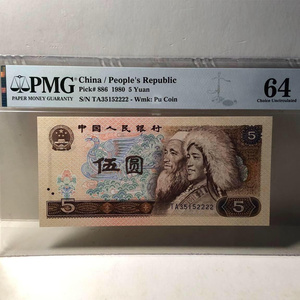 PMG
PAPER MONEY GUARANTY
China / People's Republic
Pick# 886 1980 5 Yuan
S/N TA35152222 - Wmk: Pu Coin
64
Choice Uncirculated
中国人民银行
5
伍圆
5
5
TA35152222